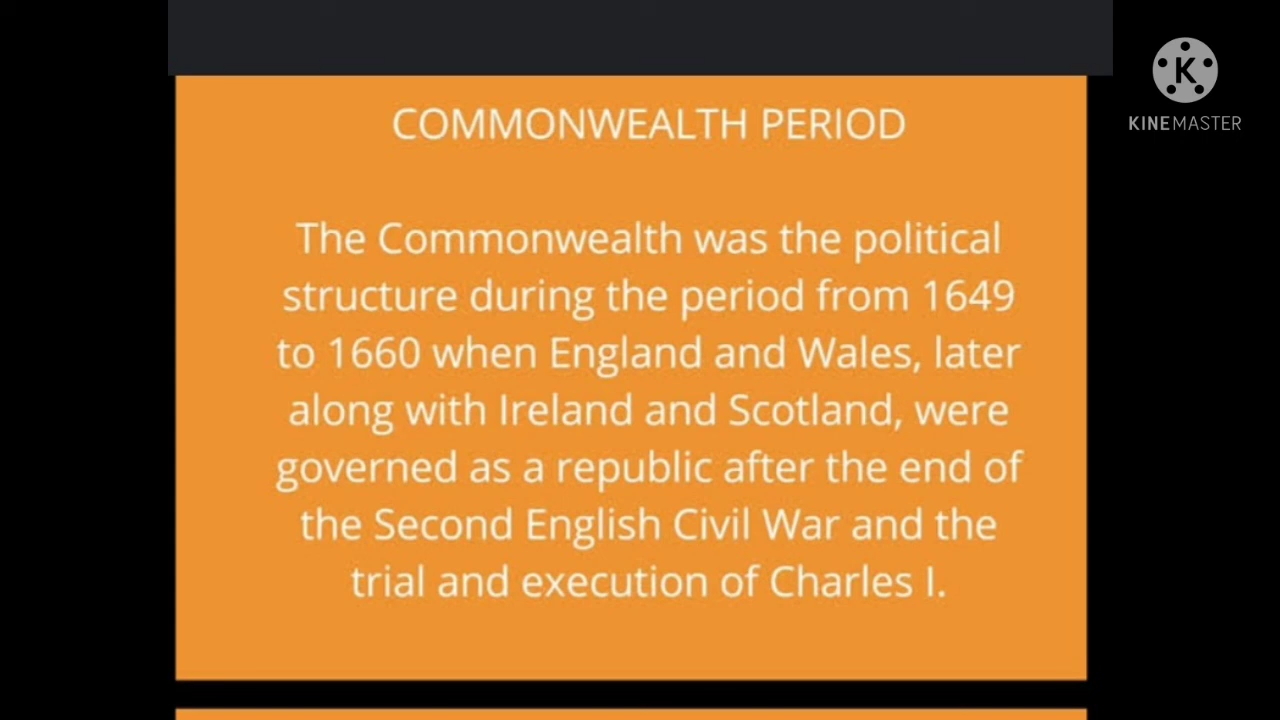 COMMONWEALTH PERIOD
The Commonwealth was the political
structure during the period from 1649
to 1660 when England and Wales, later
along with Ireland and Scotland, were
governed as a republic after the end of
the Second English Civil War and the
trial and execution of Charles I.
K
KINEMASTER